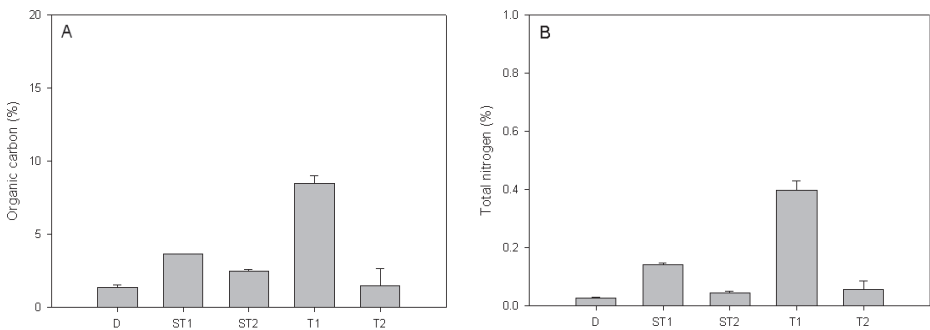 A
Organic carbon (%)
20
15
10
5
0
D ST1 ST2 T1 T2
B
Total nitrogen (%)
1.0
0.8
0.6
0.4
0.2
0.0
D ST1 ST2 T1 T2